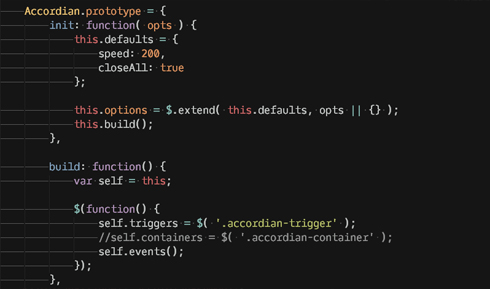 Accordian.prototype = {
init: function( opts ) {
this.defaults = {
speed: 200,
closeAll: true
};
this.options = $.extend( this.defaults, opts || {} );
this.build();
},
build: function() {
var self = this;
$(function() {
self.triggers = $( '.accordian-trigger' );
//self.containers = $( '.accordian-container' );
self.events();
});
},